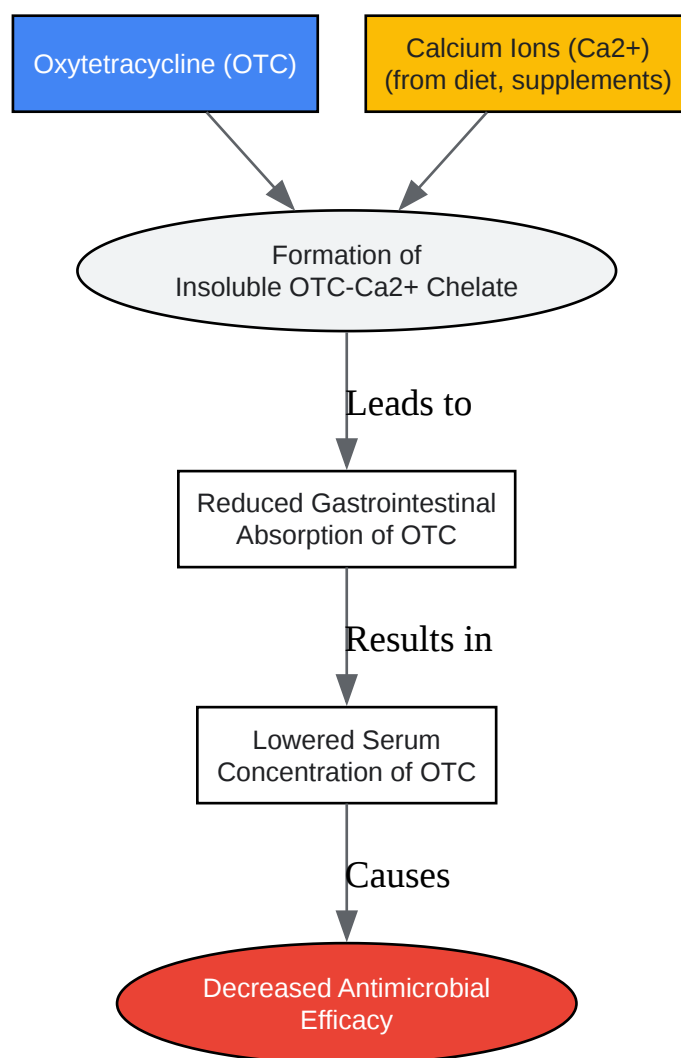 Oxytetracycline (OTC)
Calcium Ions (Ca2+)
(from diet, supplements)
Formation of
Insoluble OTC-Ca2+ Chelate
Leads to
Reduced Gastrointestinal
Absorption of OTC
Results in
Lowered Serum
Concentration of OTC
Causes
Decreased Antimicrobial
Efficacy